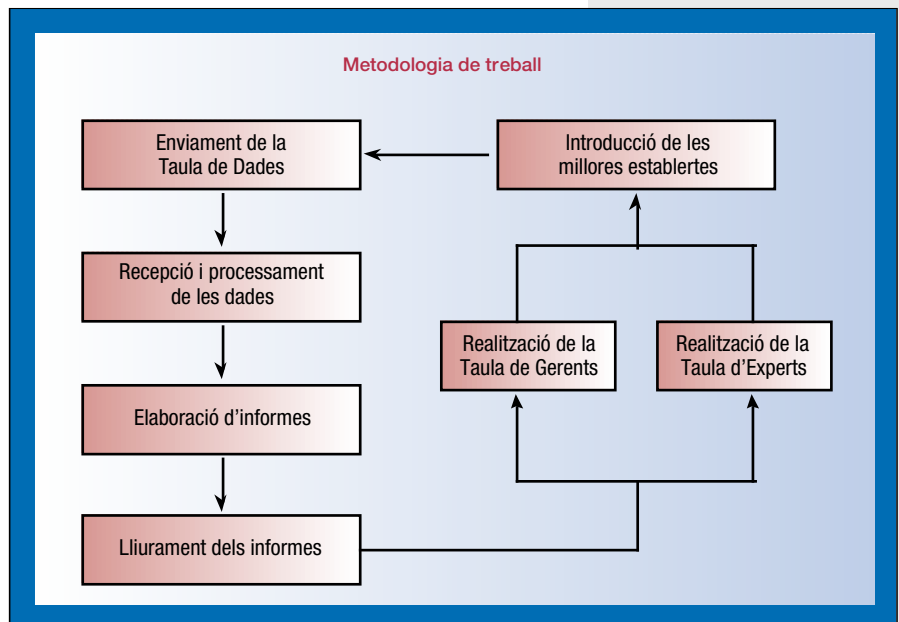 Metodologia de treball
Enviament de la
Taula de Dades
Recepció i processament
de les dades
Elaboració d'informes
Lliurament dels informes
Realització de la
Taula de Gerents
Realització de la
Taula d'Experts
Introducció de les
millores establertes